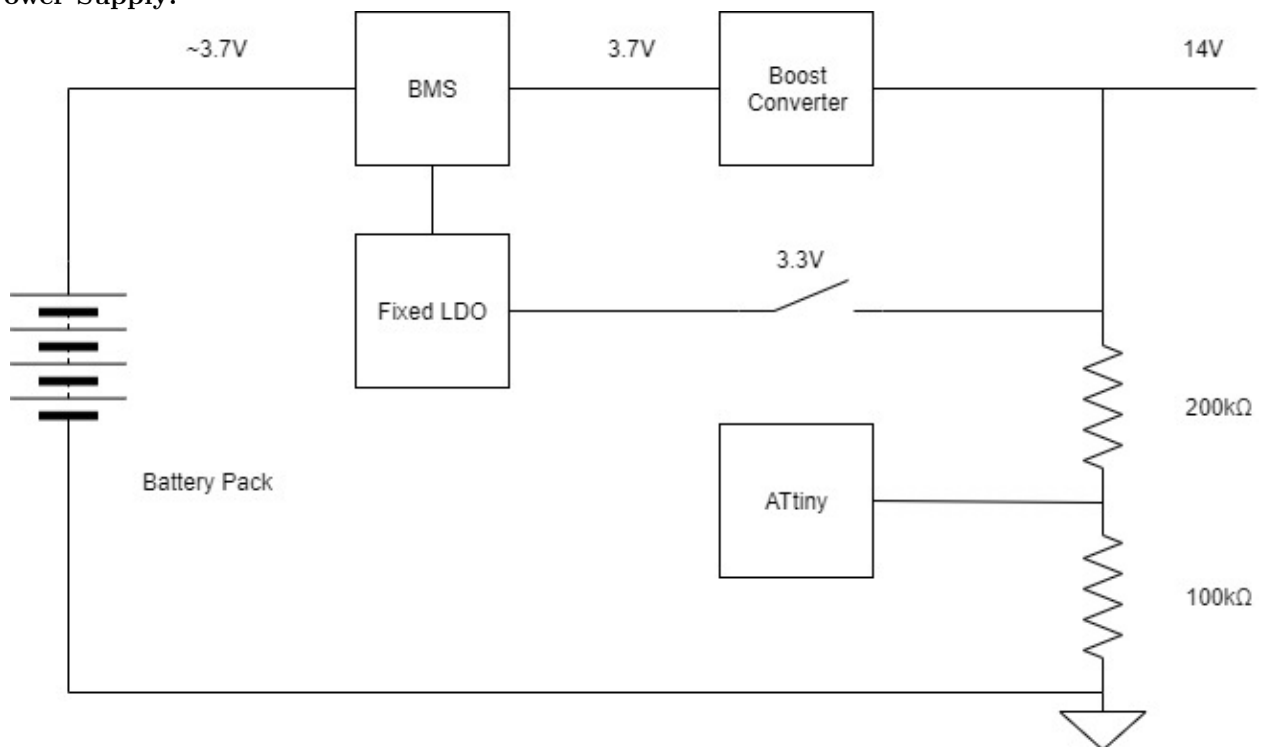 ~3.7V
3.7V
14V
BMS
Boost
Converter
3.3V
Fixed LDO
200kΩ
Battery Pack
ATtiny
100kΩ